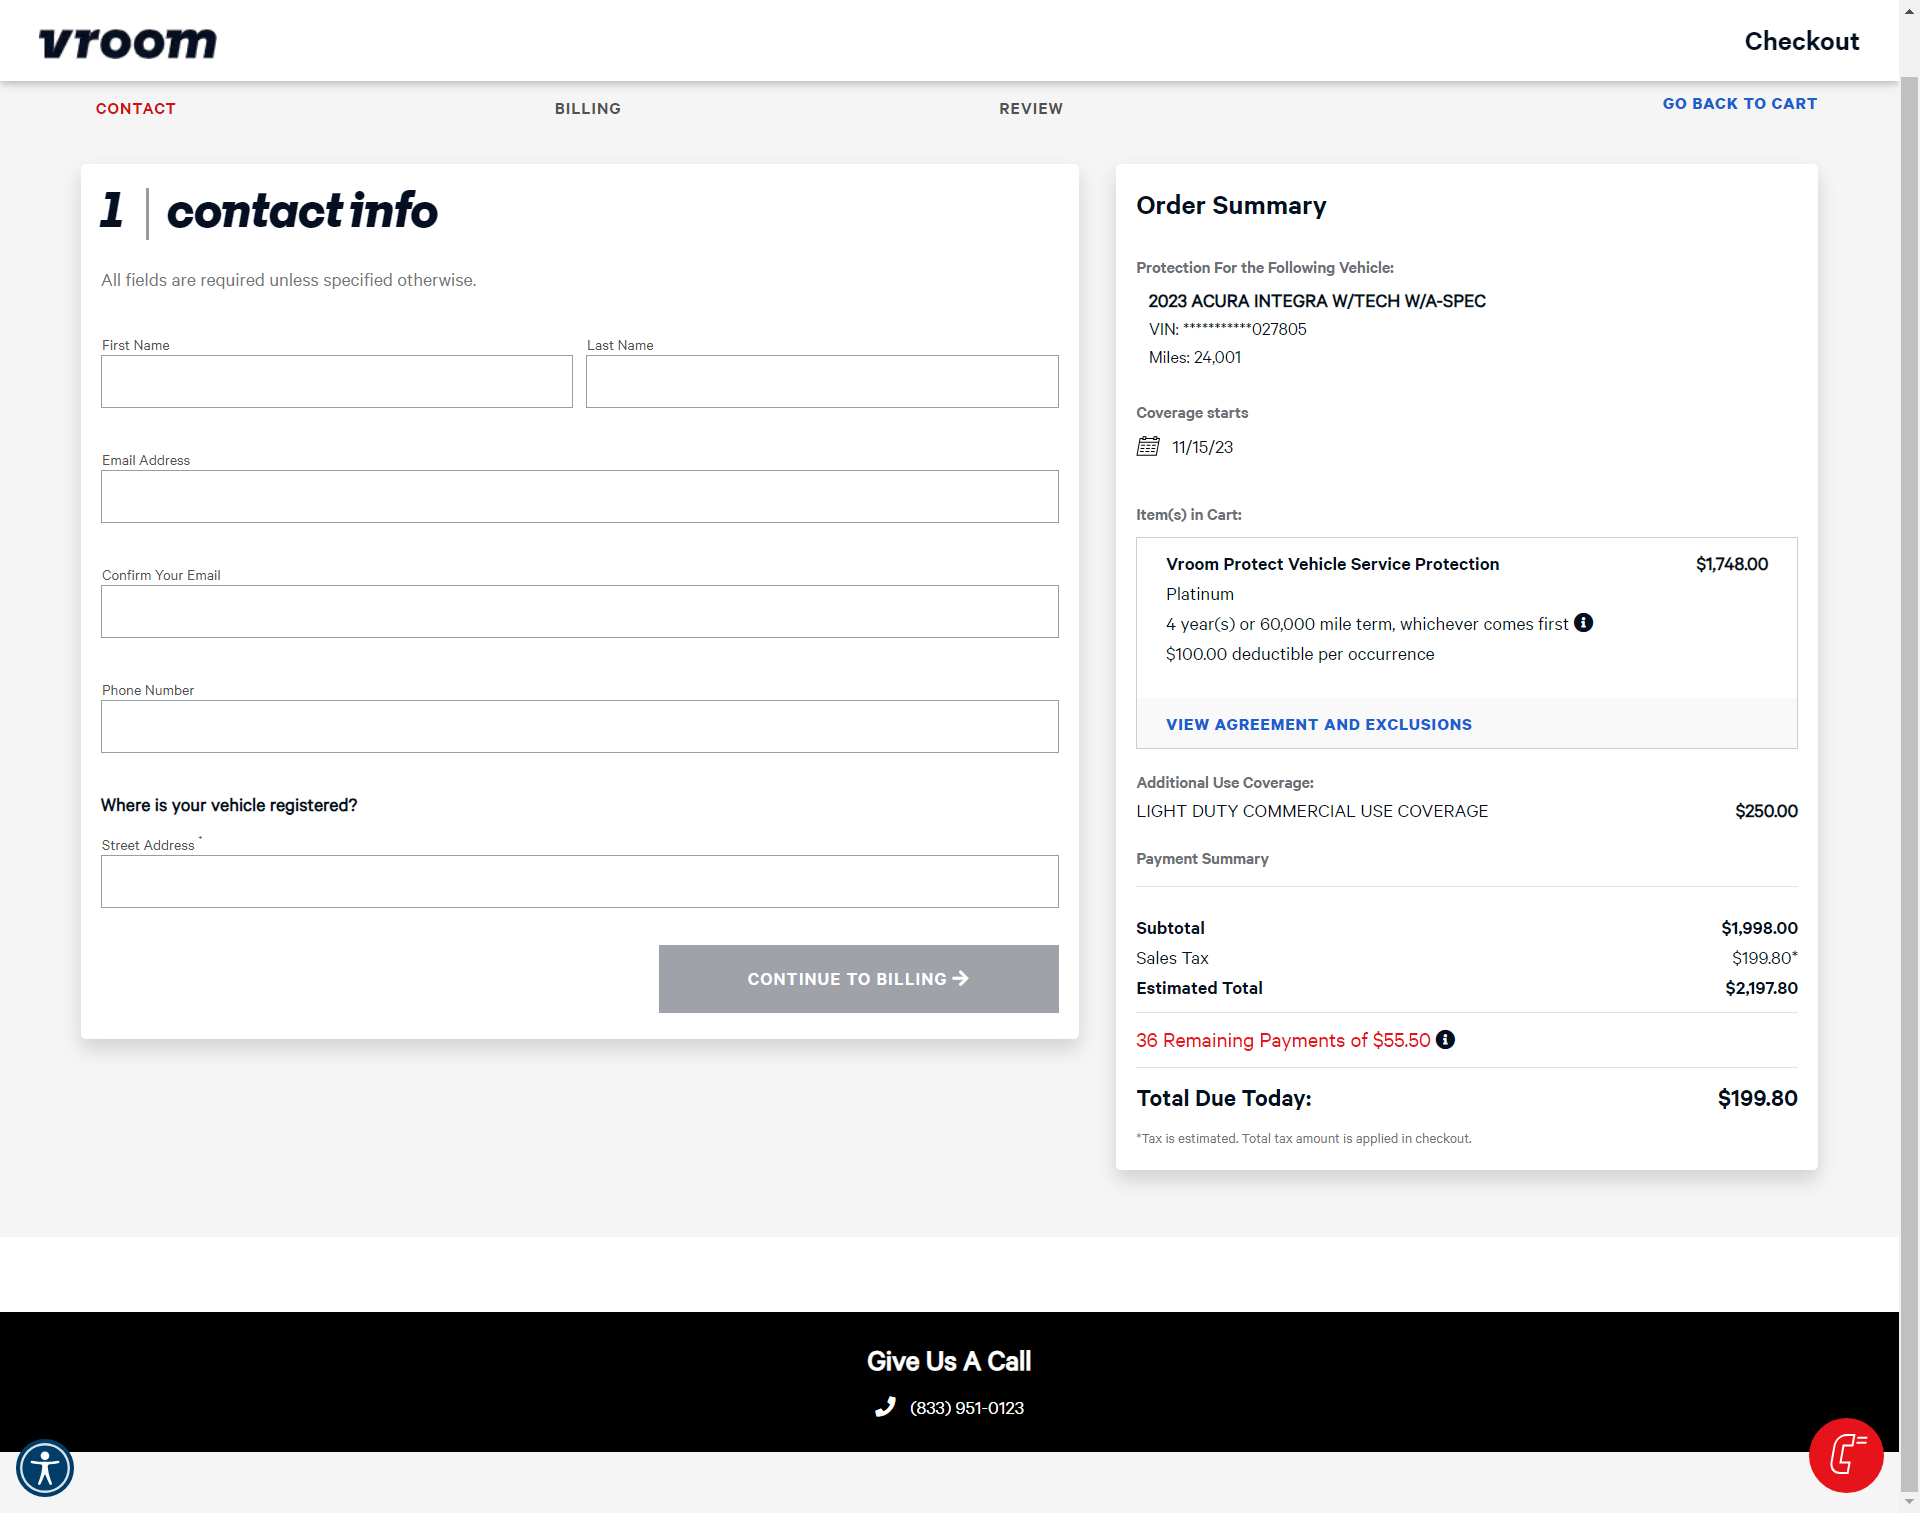 vroom
Checkout
CONTACT
BILLING
REVIEW
GO BACK TO CART
1 contact info
All fields are required unless specified otherwise.
First Name
Last Name
Email Address
Confirm Your Email
Phone Number
Where is your vehicle registered?
Street Address *
CONTINUE TO BILLING
Order Summary
Protection For the Following Vehicle:
2023 ACURA INTEGRA W/TECH W/A-SPEC
VIN: ***********027805
Miles: 24,001
Coverage starts
11/15/23
Item(s) in Cart:
Vroom Protect Vehicle Service Protection $1,748.00
Platinum
4 year(s) or 60,000 mile term, whichever comes first
$100.00 deductible per occurrence
VIEW AGREEMENT AND EXCLUSIONS
Additional Use Coverage:
LIGHT DUTY COMMERCIAL USE COVERAGE $250.00
Payment Summary
Subtotal $1,998.00
Sales Tax $199.80*
Estimated Total $2,197.80
36 Remaining Payments of $55.50
Total Due Today: $199.80
*Tax is estimated. Total tax amount is applied in checkout.
Give Us A Call
(833) 951-0123